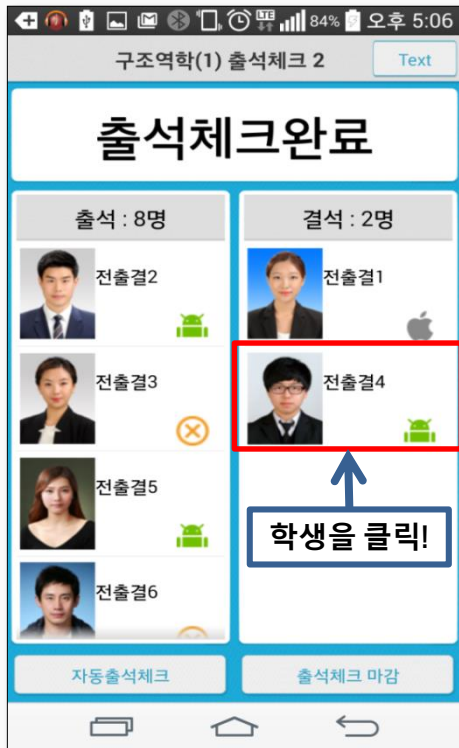 84% 오후 5:06
구조역학(1) 출석체크 2
Text
출석체크완료
출석 : 8명
결석 : 2명
전출결2
전출결1
전출결3
전출결4
전출결5
학생을 클릭!
전출결6
자동출석체크
출석체크 마감